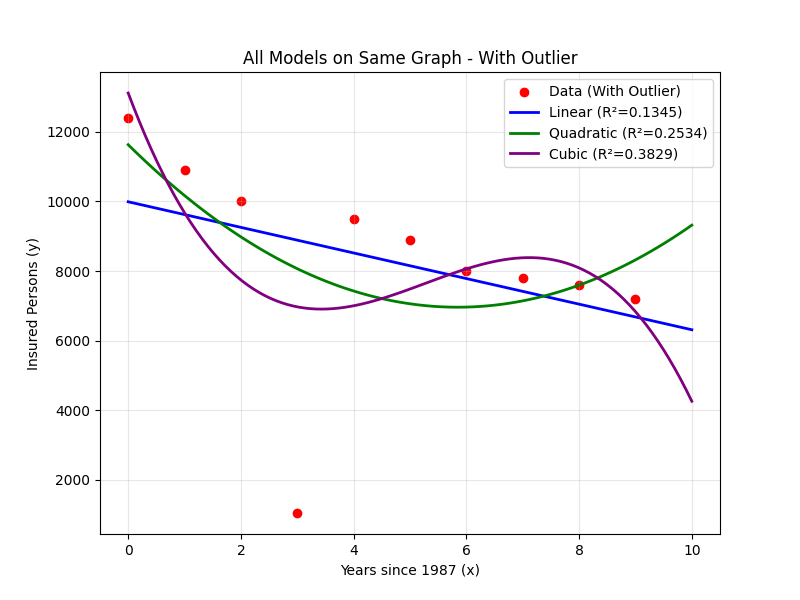 All Models on Same Graph - With Outlier
Data (With Outlier)
Linear (R²=0.1345)
Quadratic (R²=0.2534)
Cubic (R²=0.3829)
Insured Persons (y)
12000
10000
8000
6000
4000
2000
0 2 4 6 8 10
Years since 1987 (x)